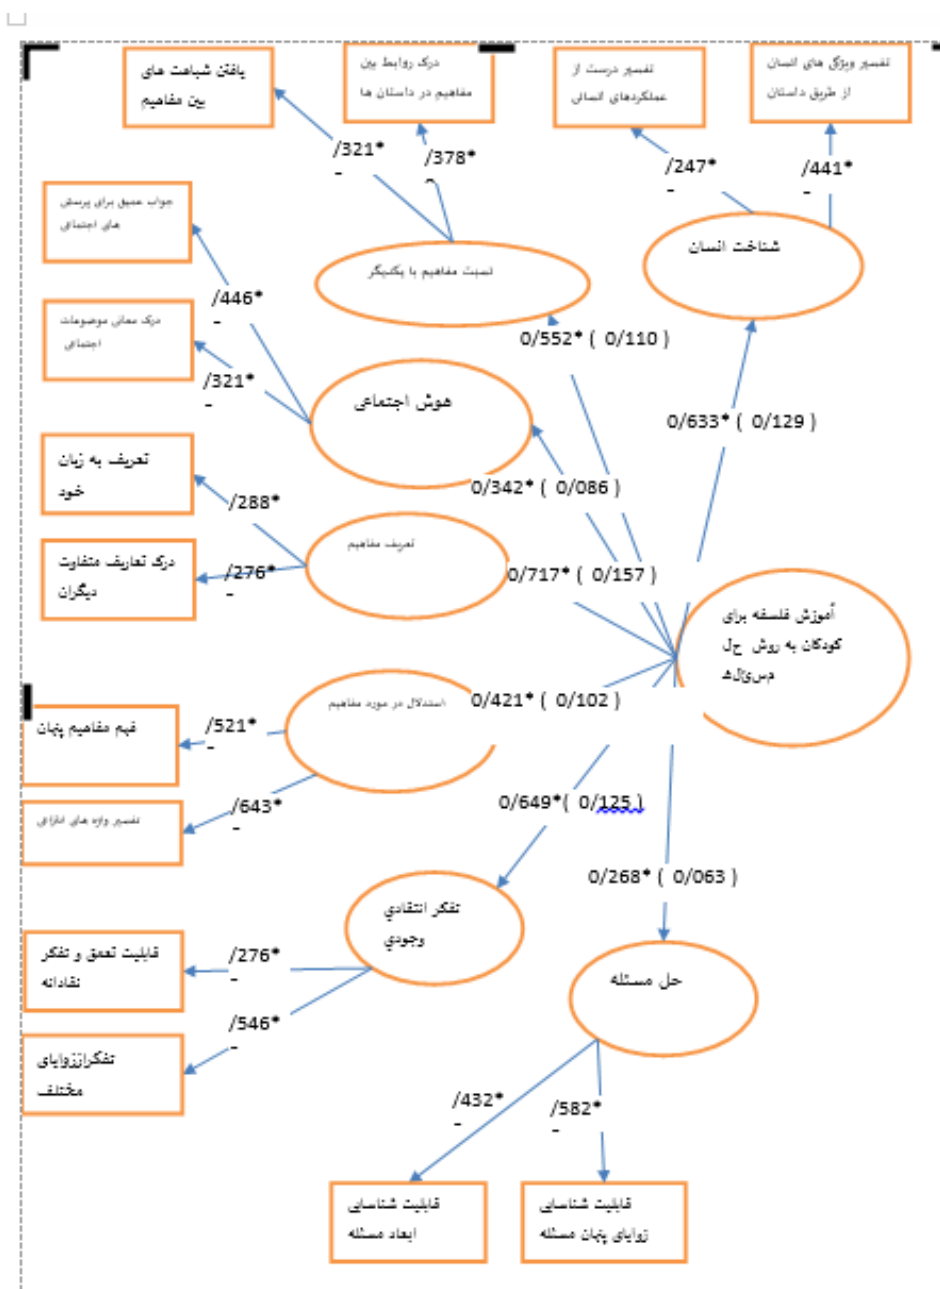 یافتن شباهت های
بین مفاهیم
درک روابط بین
مفاهیم در داستان ها
تفسیر درست از
عملکردهای انسانی
تفسیر ویژگی های انسان
از طریق داستان
/321*
-
/378*
-
/247*
-
/441*
-
جواب عمیق برای پرسش
های اجتماعی
نسبت مفاهیم با یکدیگر
شناخت انسان
/446*
-
درک معانی موضوعات
اجتماعی
0/552* ( 0/110 )
/321*
-
هوش اجتماعی
0/633* ( 0/129 )
تعریف به زبان
خود
0/342* ( 0/086 )
/288*
-
تعریف مفاهیم
درک تعاریف متفاوت
دیگران
/276*
-
0/717* ( 0/157 )
آموزش فلسفه برای
کودکان به روش حل
مسئله
استدلال در مورد مفاهیم
0/421* ( 0/102 )
فهم مفاهیم پنهان
/521*
-
تفسیر واژه های
/643*
-
0/649*( 0/125 )
0/268* ( 0/063 )
تفکر انتقادي
وجودي
قابلیت تعمق و تفکر
نقادانه
/276*
-
حل مسئله
/546*
-
تفکراززوایای
مختلف
/432*
-
/582*
-
قابلیت شناسایی
ابعاد مسئله
قابلیت شناسایی
زوایای پنهان مسئله